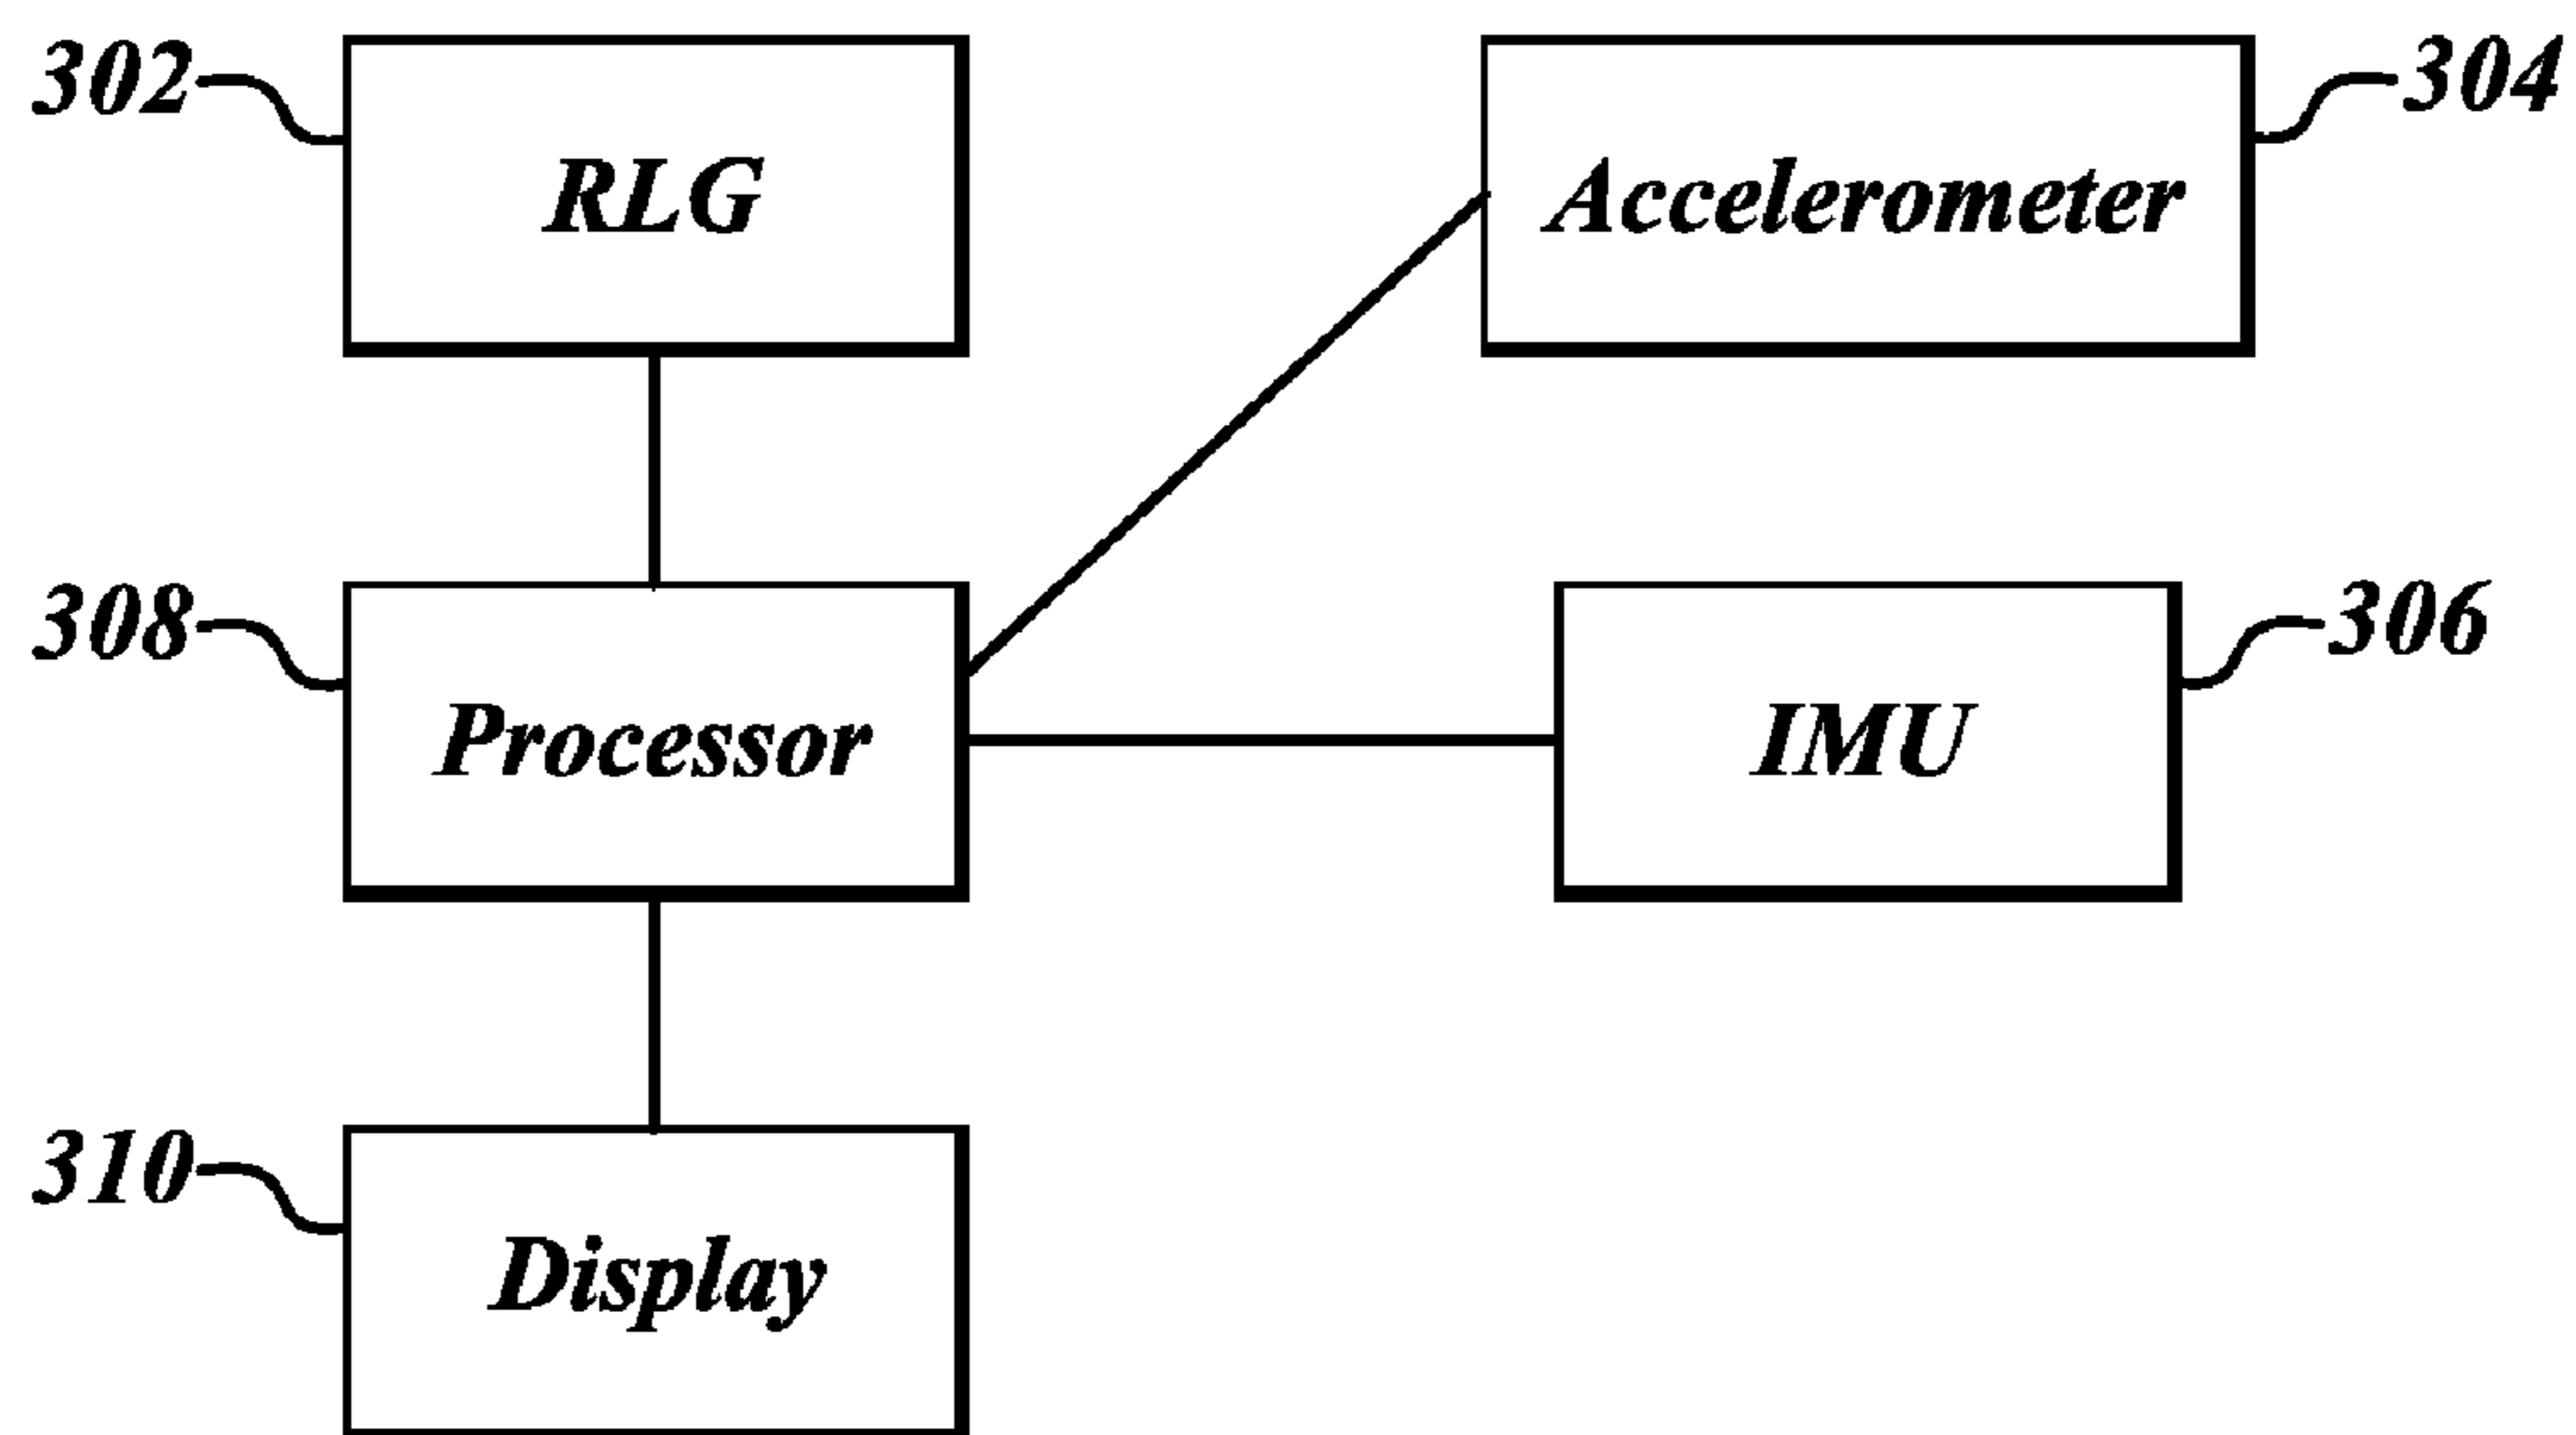 302
RLG
Accelerometer
304
308
Processor
IMU
306
310
Display